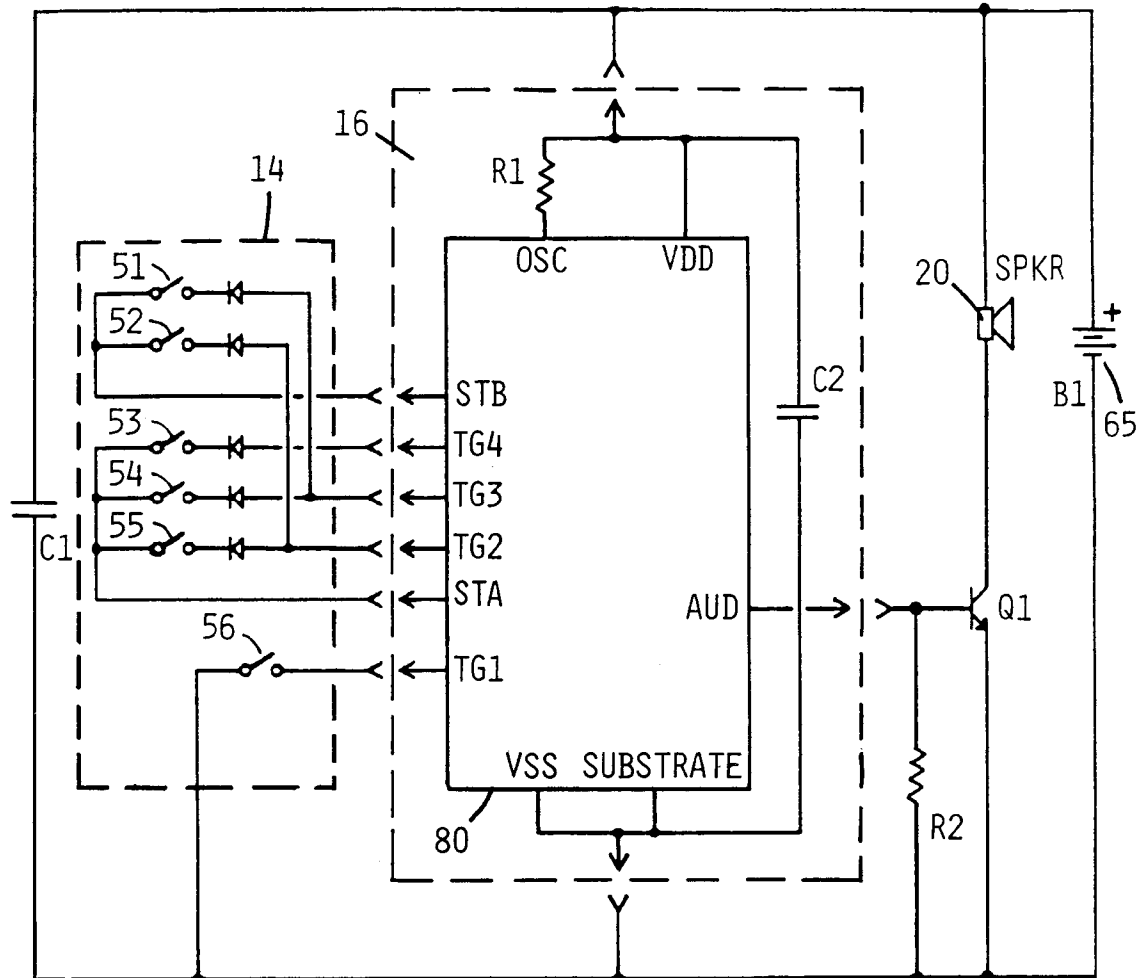 16
R1
14
OSC
VDD
51
SPKR
20
+
52
C2
B1
65
STB
53
TG4
54
TG3
C1
55
TG2
STA
AUD
Q1
56
TG1
VSS SUBSTRATE
80
R2